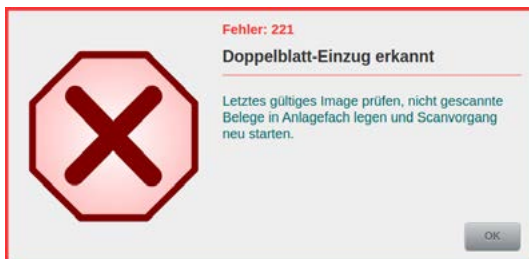 Fehler: 221
Doppelblatt-Einzug erkannt
Letztes gültiges Image prüfen, nicht gescannte
Belege in Anlagefach legen und Scanvorgang
neu starten.
OK